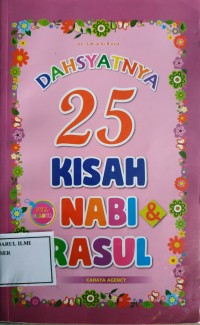 DAHSYATNYA
25
KISAH
NABI &
RASUL
DARUL ILMI
CAHAYA AGENCY